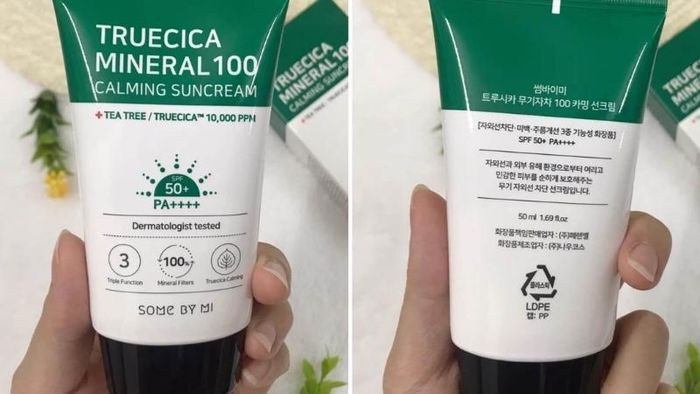 TRUECICA
MINERAL 100
CALMING SUNCREAM
+ TEA TREE / TRUECICA™ 10,000 PPM
SPF
50+
PA++++
Dermatologist tested
3
Triple Function
100%
Mineral Filters
Truecica Calming
SOME BY MI
TRUECICA
MINERAL 100
CALMING SUNCREAM
썸바이미
트루시카 무기자차 100 카밍 선크림
[자외선차단·미백·주름개선 3중 기능성 화장품]
SPF 50+ PA++++
자외선과 외부 유해 환경으로부터 여리고
민감한 피부를 순하게 보호해주는
무기 자외선 차단 선크림입니다.
50 ml 1.69 fl.oz
화장품책임판매업자 : (주)페렌벨
화장품제조업자 : (주)나우코스
플라스틱
LDPE
캡: PP
TRUECICA
MINERAL 100
CALMING SUNCREAM